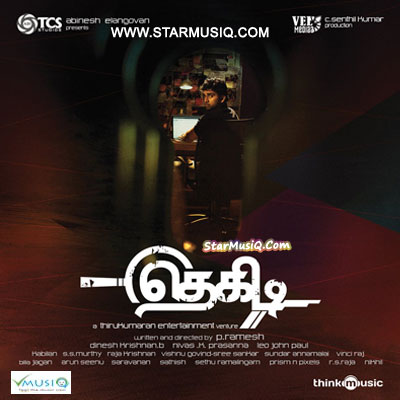 TCS
STUDIOS
abinesh elangovan
presents
VEL
MEDIA
c.senthil kumar
production
WWW.STARMUSIQ.COM
StarMusiQ.Com
தெகிடி
a thirukumaran entertainment venture
written and directed by p.ramesh
dinesh krishnan.b nivas.k.prasanna leo john paul
kabilan s.s.murthy raja krishnan vishnu govind-sree sankar sundar annamalai vinci raj.
bila jagan arun seenu saravanan sathish sethu ramalingam prism n pixels r.s.raja nikhil
VMUSIQ
think music